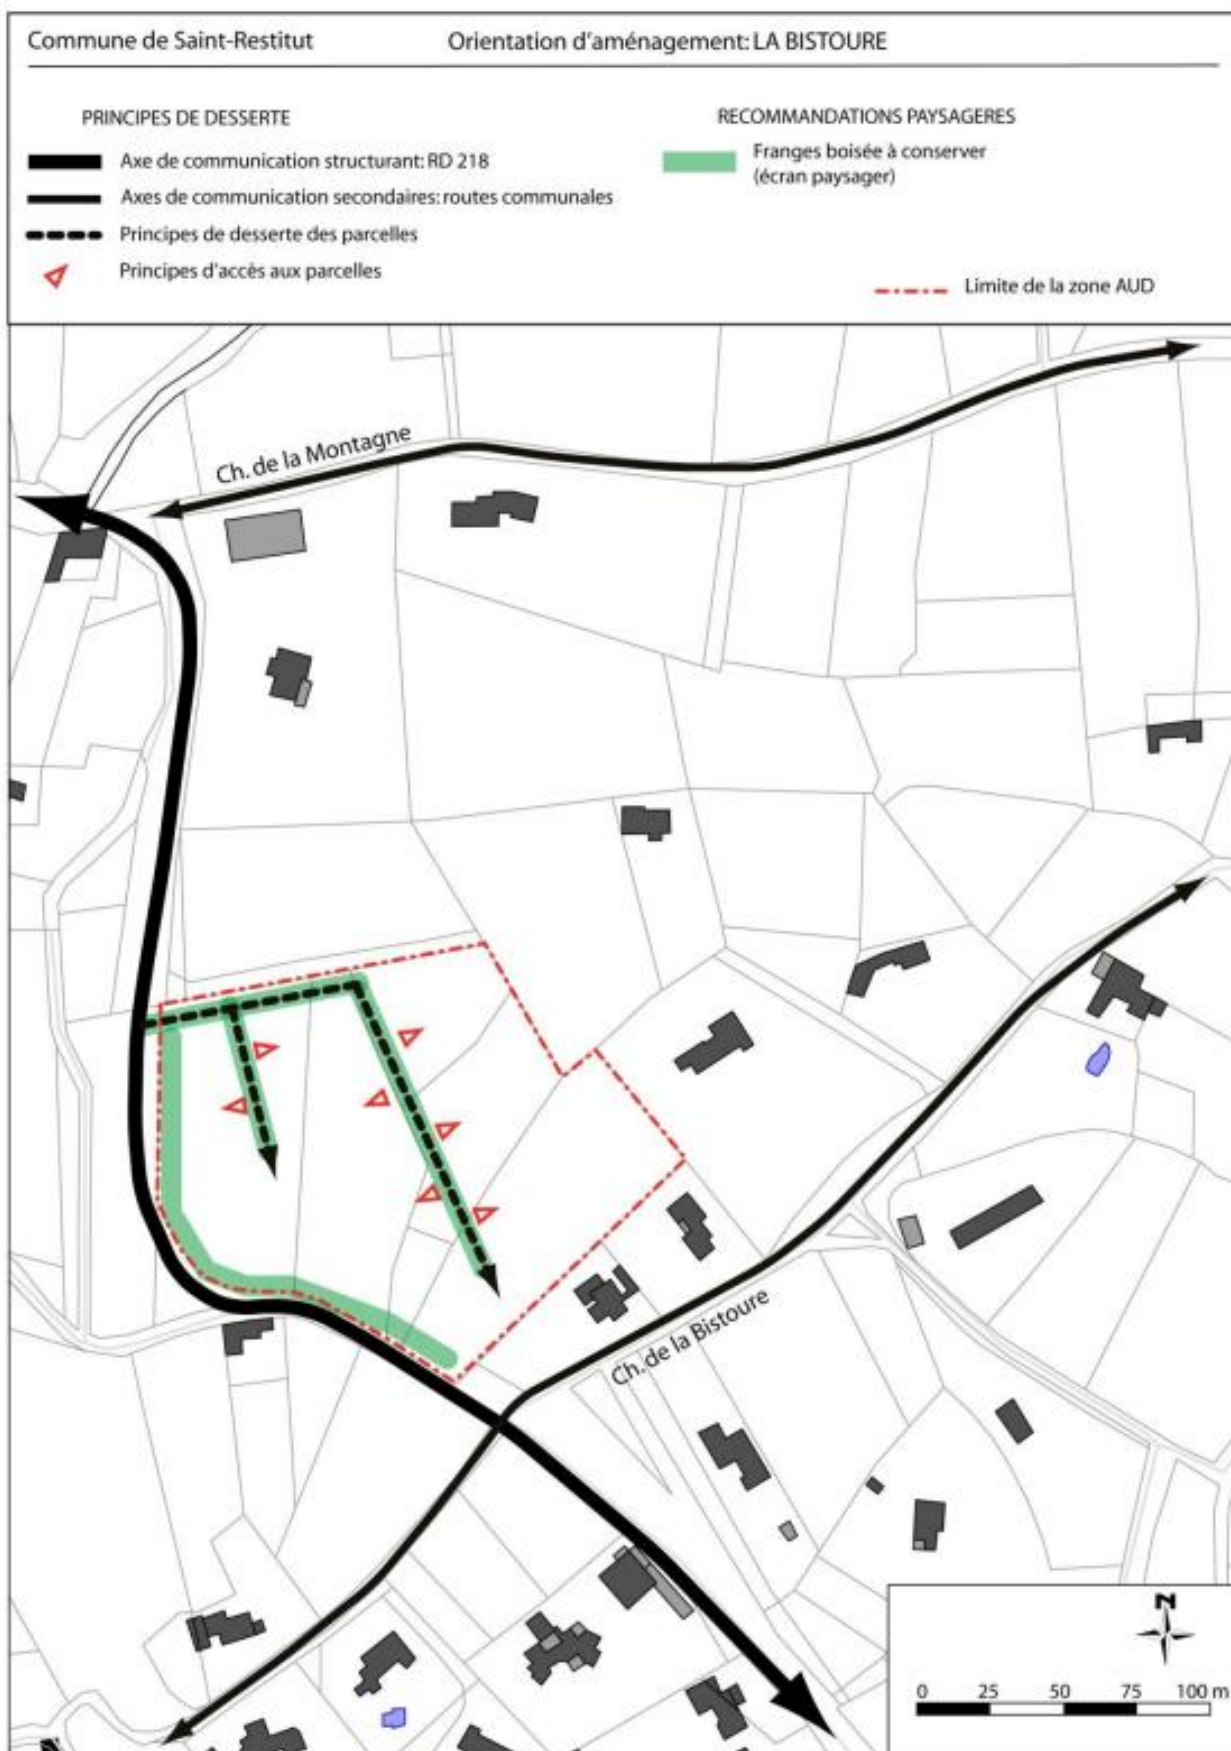 Commune de Saint-Restitut
Orientation d'aménagement: LA BISTOURE
PRINCIPES DE DESSERTE
Axe de communication structurant: RD 218
Axes de communication secondaires: routes communales
Principes de desserte des parcelles
Principes d'accès aux parcelles
RECOMMANDATIONS PAYSAGERES
Franges boisée à conserver
(écran paysager)
Limite de la zone AUD
Ch. de la Montagne
Ch. de la Bistoure
N
0 25 50 75 100 m